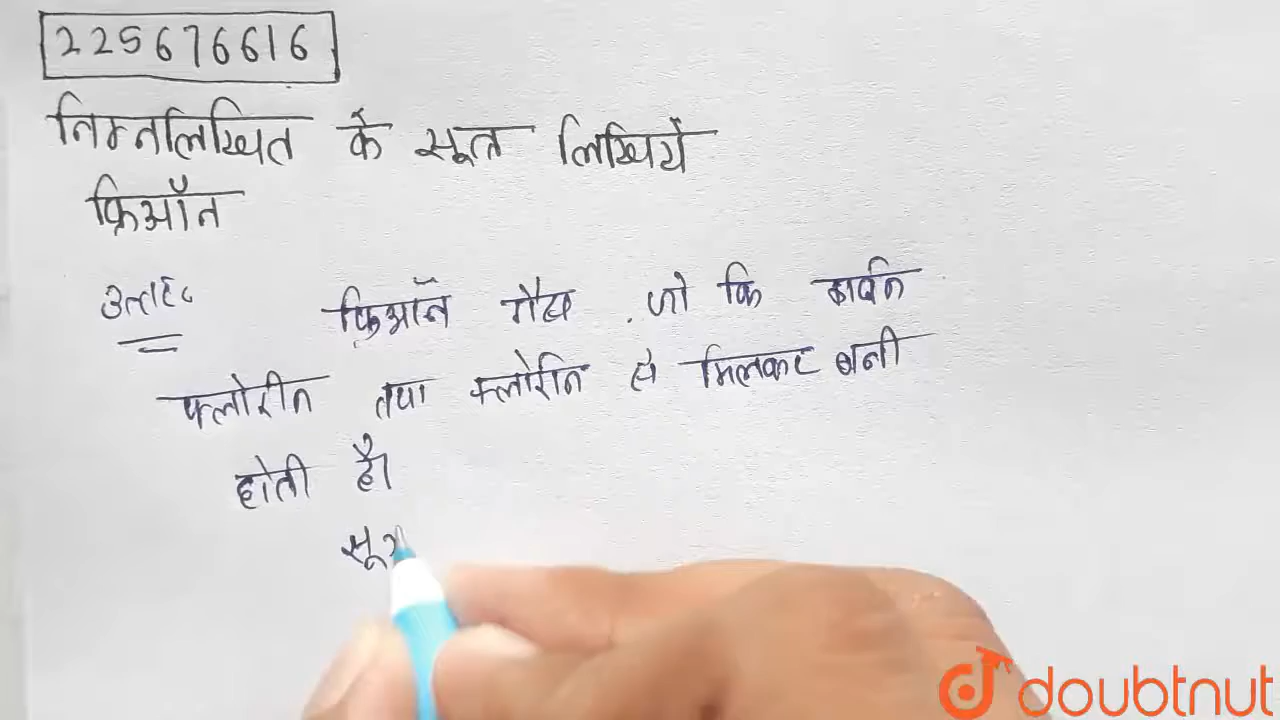 225676616
निम्नलिखित के सूत्र लिखिये
फ्रिऑन
उत्तर
फ्रिऑन गैस जो कि कार्बन
फ्लोरीन तथा क्लोरीन से मिलकर बनी
होती है।
सू
doubtnut